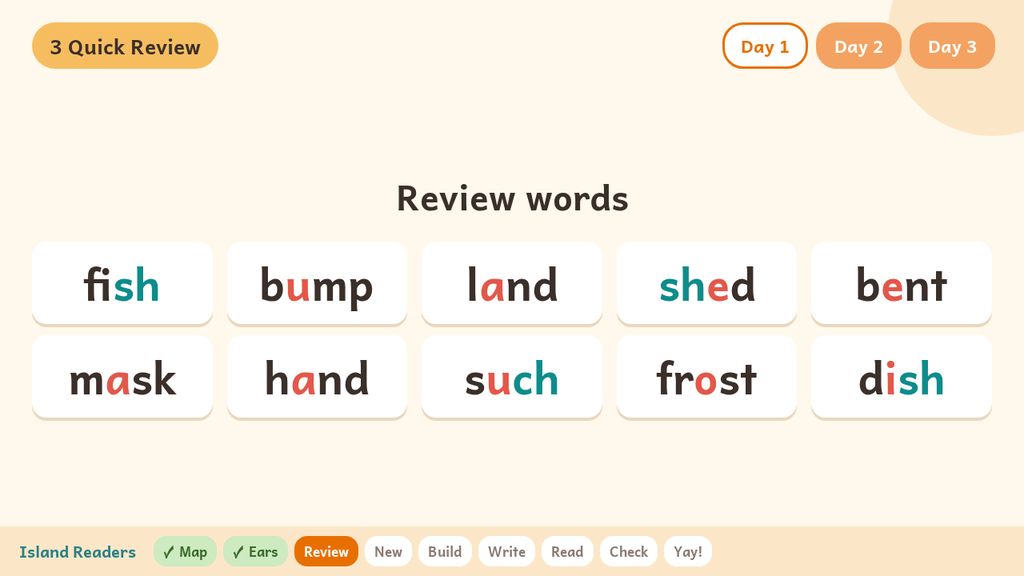 3 Quick Review
Day 1 Day 2 Day 3
Review words
fish bump land shed bent
mask hand such frost dish
Island Readers ✓ Map ✓ Ears Review New Build Write Read Check Yay!